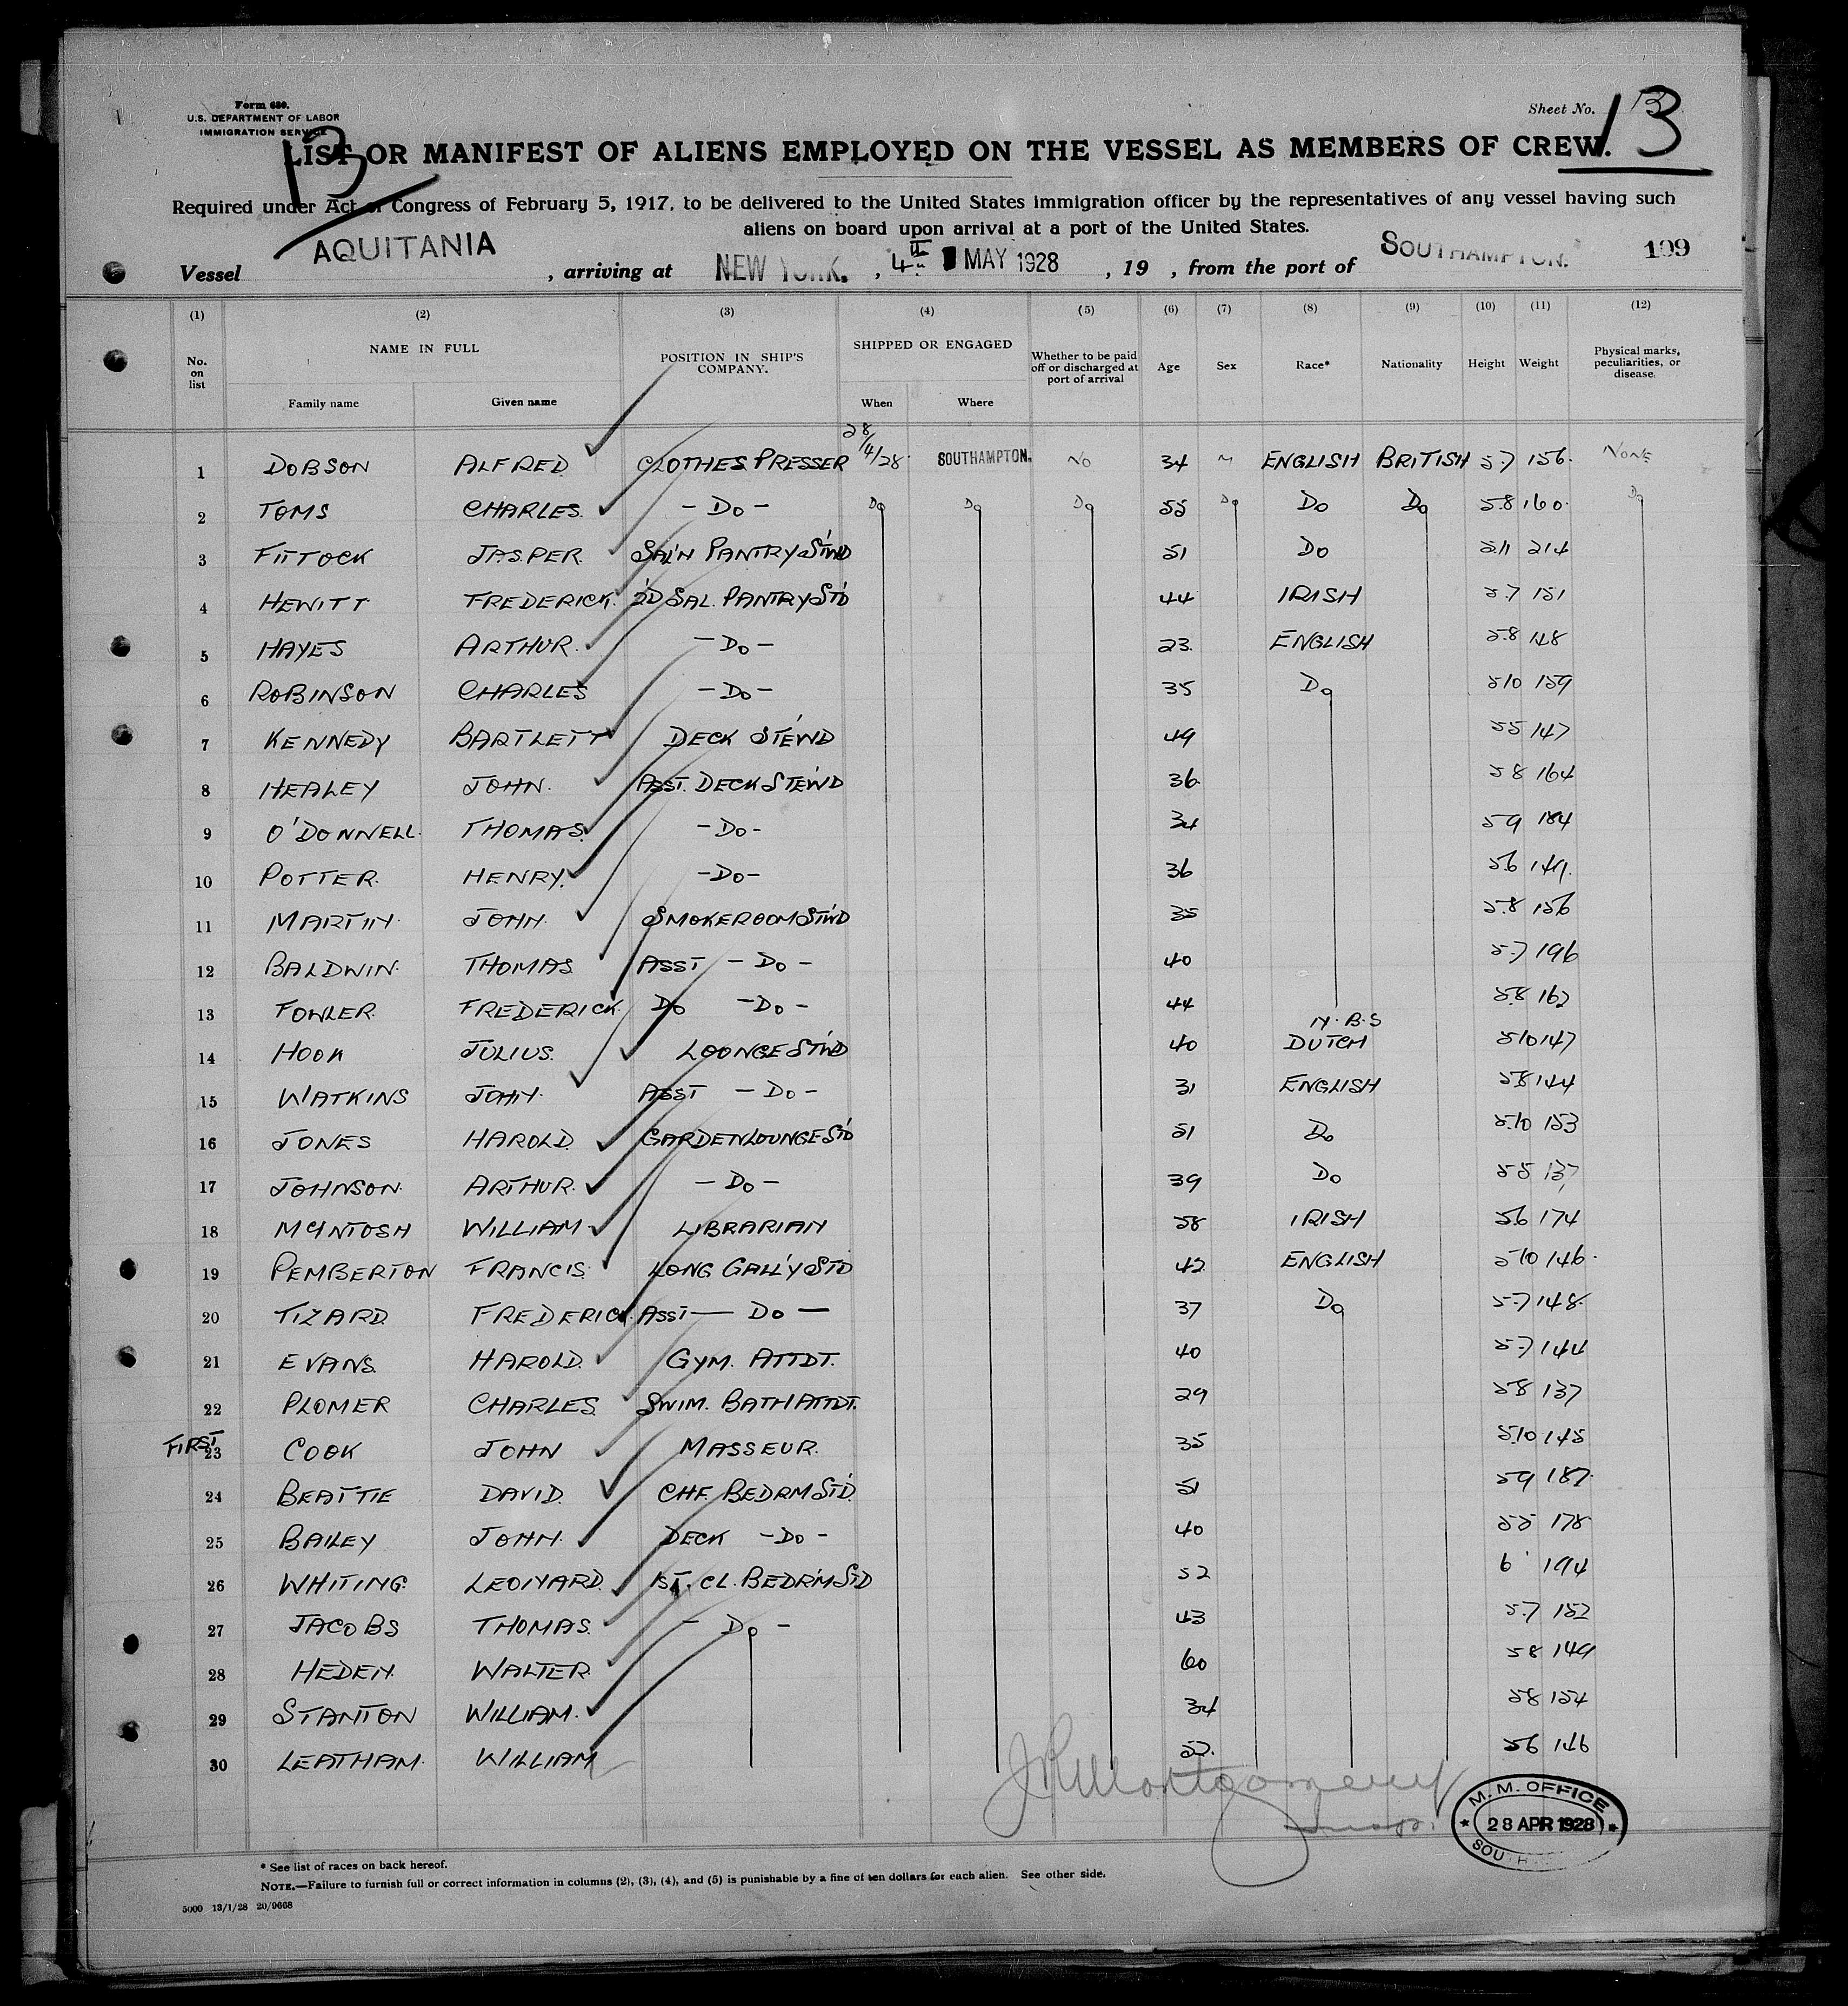 Form 680.
U.S. DEPARTMENT OF LABOR
IMMIGRATION SERVICE
Sheet No. 13
13
13
LIST OR MANIFEST OF ALIENS EMPLOYED ON THE VESSEL AS MEMBERS OF CREW.
Required under Act of Congress of February 5, 1917, to be delivered to the United States immigration officer by the representatives of any vessel having such
aliens on board upon arrival at a port of the United States.
Vessel AQUITANIA, arriving at NEW YORK., 4th MAY 1928, 19 , from the port of SOUTHAMPTON. 109
(1) (2) (3) (4) (5) (6) (7) (8) (9) (10) (11) (12)
No. on list NAME IN FULL Family name Given name POSITION IN SHIP'S COMPANY. SHIPPED OR ENGAGED When Where Whether to be paid off or discharged at port of arrival Age Sex Race* Nationality Height Weight Physical marks, peculiarities, or disease.
1 DOBSON ALFRED CLOTHES PRESSER 28/4/28 SOUTHAMPTON. No 34 M ENGLISH BRITISH 5.7 156 NONE
2 TOMS CHARLES. - Do - Do Do Do 55 Do Do Do 5.8 160 Do
3 FITTOCK JASPER. SAL'N PANTRY ST'WD 51 Do 5.11 214
4 HEWITT FREDERICK. 2'D SAL. PANTRY ST'D 44 IRISH 5.7 151
5 HAYES ARTHUR. - Do - 23. ENGLISH 5.8 148
6 ROBINSON CHARLES - Do - 35 Do 5 10 159
7 KENNEDY BARTLETT DECK STEW'D 49 5 5 147
8 HEALEY JOHN. ASST. DECK STEW'D 36 5 8 164
9 O'DONNELL THOMAS. - Do - 34 5 9 184
10 POTTER. HENRY. - Do - 36 5 6 149.
11 MARTIN JOHN. SMOKEROOM ST'WD 35 5.8 156
12 BALDWIN. THOMAS ASST - Do - 40 5.7 196
13 FOWLER. FREDERICK. Do - Do - 44 5.8 162
N.B.S
14 HOOK JULIUS. LOUNGE ST'WD 40 DUTCH 5 10 147
15 WATKINS JOHN. ASST - Do - 31 ENGLISH 5 8 144
16 JONES HAROLD. GARDEN LOUNGE ST'D 51 Do 5.10 153
17 JOHNSON. ARTHUR. - Do - 39 Do 5 5 137
18 MCINTOSH WILLIAM. LIBRARIAN 58 IRISH 5 6 174
19 PEMBERTON FRANCIS. LONG GALL'Y ST'D 42 ENGLISH 5 10 146.
20 TIZARD. FREDERICK. ASST - Do - 37 Do 5.7 148.
21 EVANS. HAROLD. GYM. ATTDT. 40 5.7 144
22 PLOMER CHARLES. SWIM. BATH ATTDT. 29 5 8 137
FIRST
23 COOK JOHN MASSEUR. 35 5 10 145
24 BEATTIE DAVID. CHF. BEDRM ST'D. 51 5 9 187.
25 BAILEY JOHN. DECK - Do - 40 5 5 178
26 WHITING. LEONARD. 1ST. CL. BEDR'M ST'D 52 6 ' 194
27 JACOBS THOMAS. - Do - 43 5.7 152
28 HEDEN. WALTER. 60 5 8 149
29 STANTON WILLIAM. 34 5 8 154
30 LEATHAM. WILLIAM 5 6 146
Montgomery
M. M. OFFICE
28 APR 1928
* See list of races on back hereof.
NOTE.—Failure to furnish full or correct information in columns (2), (3), (4), and (5) is punishable by a fine of ten dollars for each alien. See other side.
5000 13/1/28 20/9668